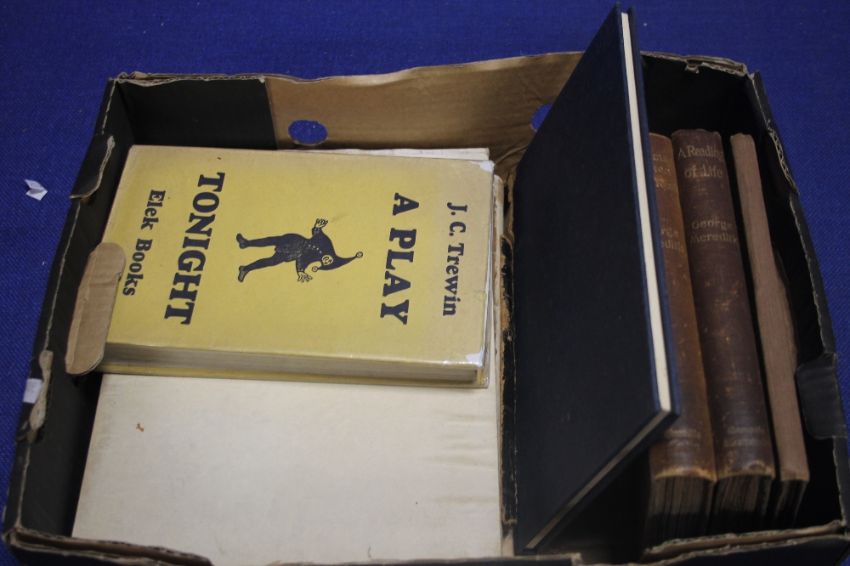 J. C. Trewin
A PLAY
TONIGHT
Elek Books
A Reading
of Life
George
Meredith